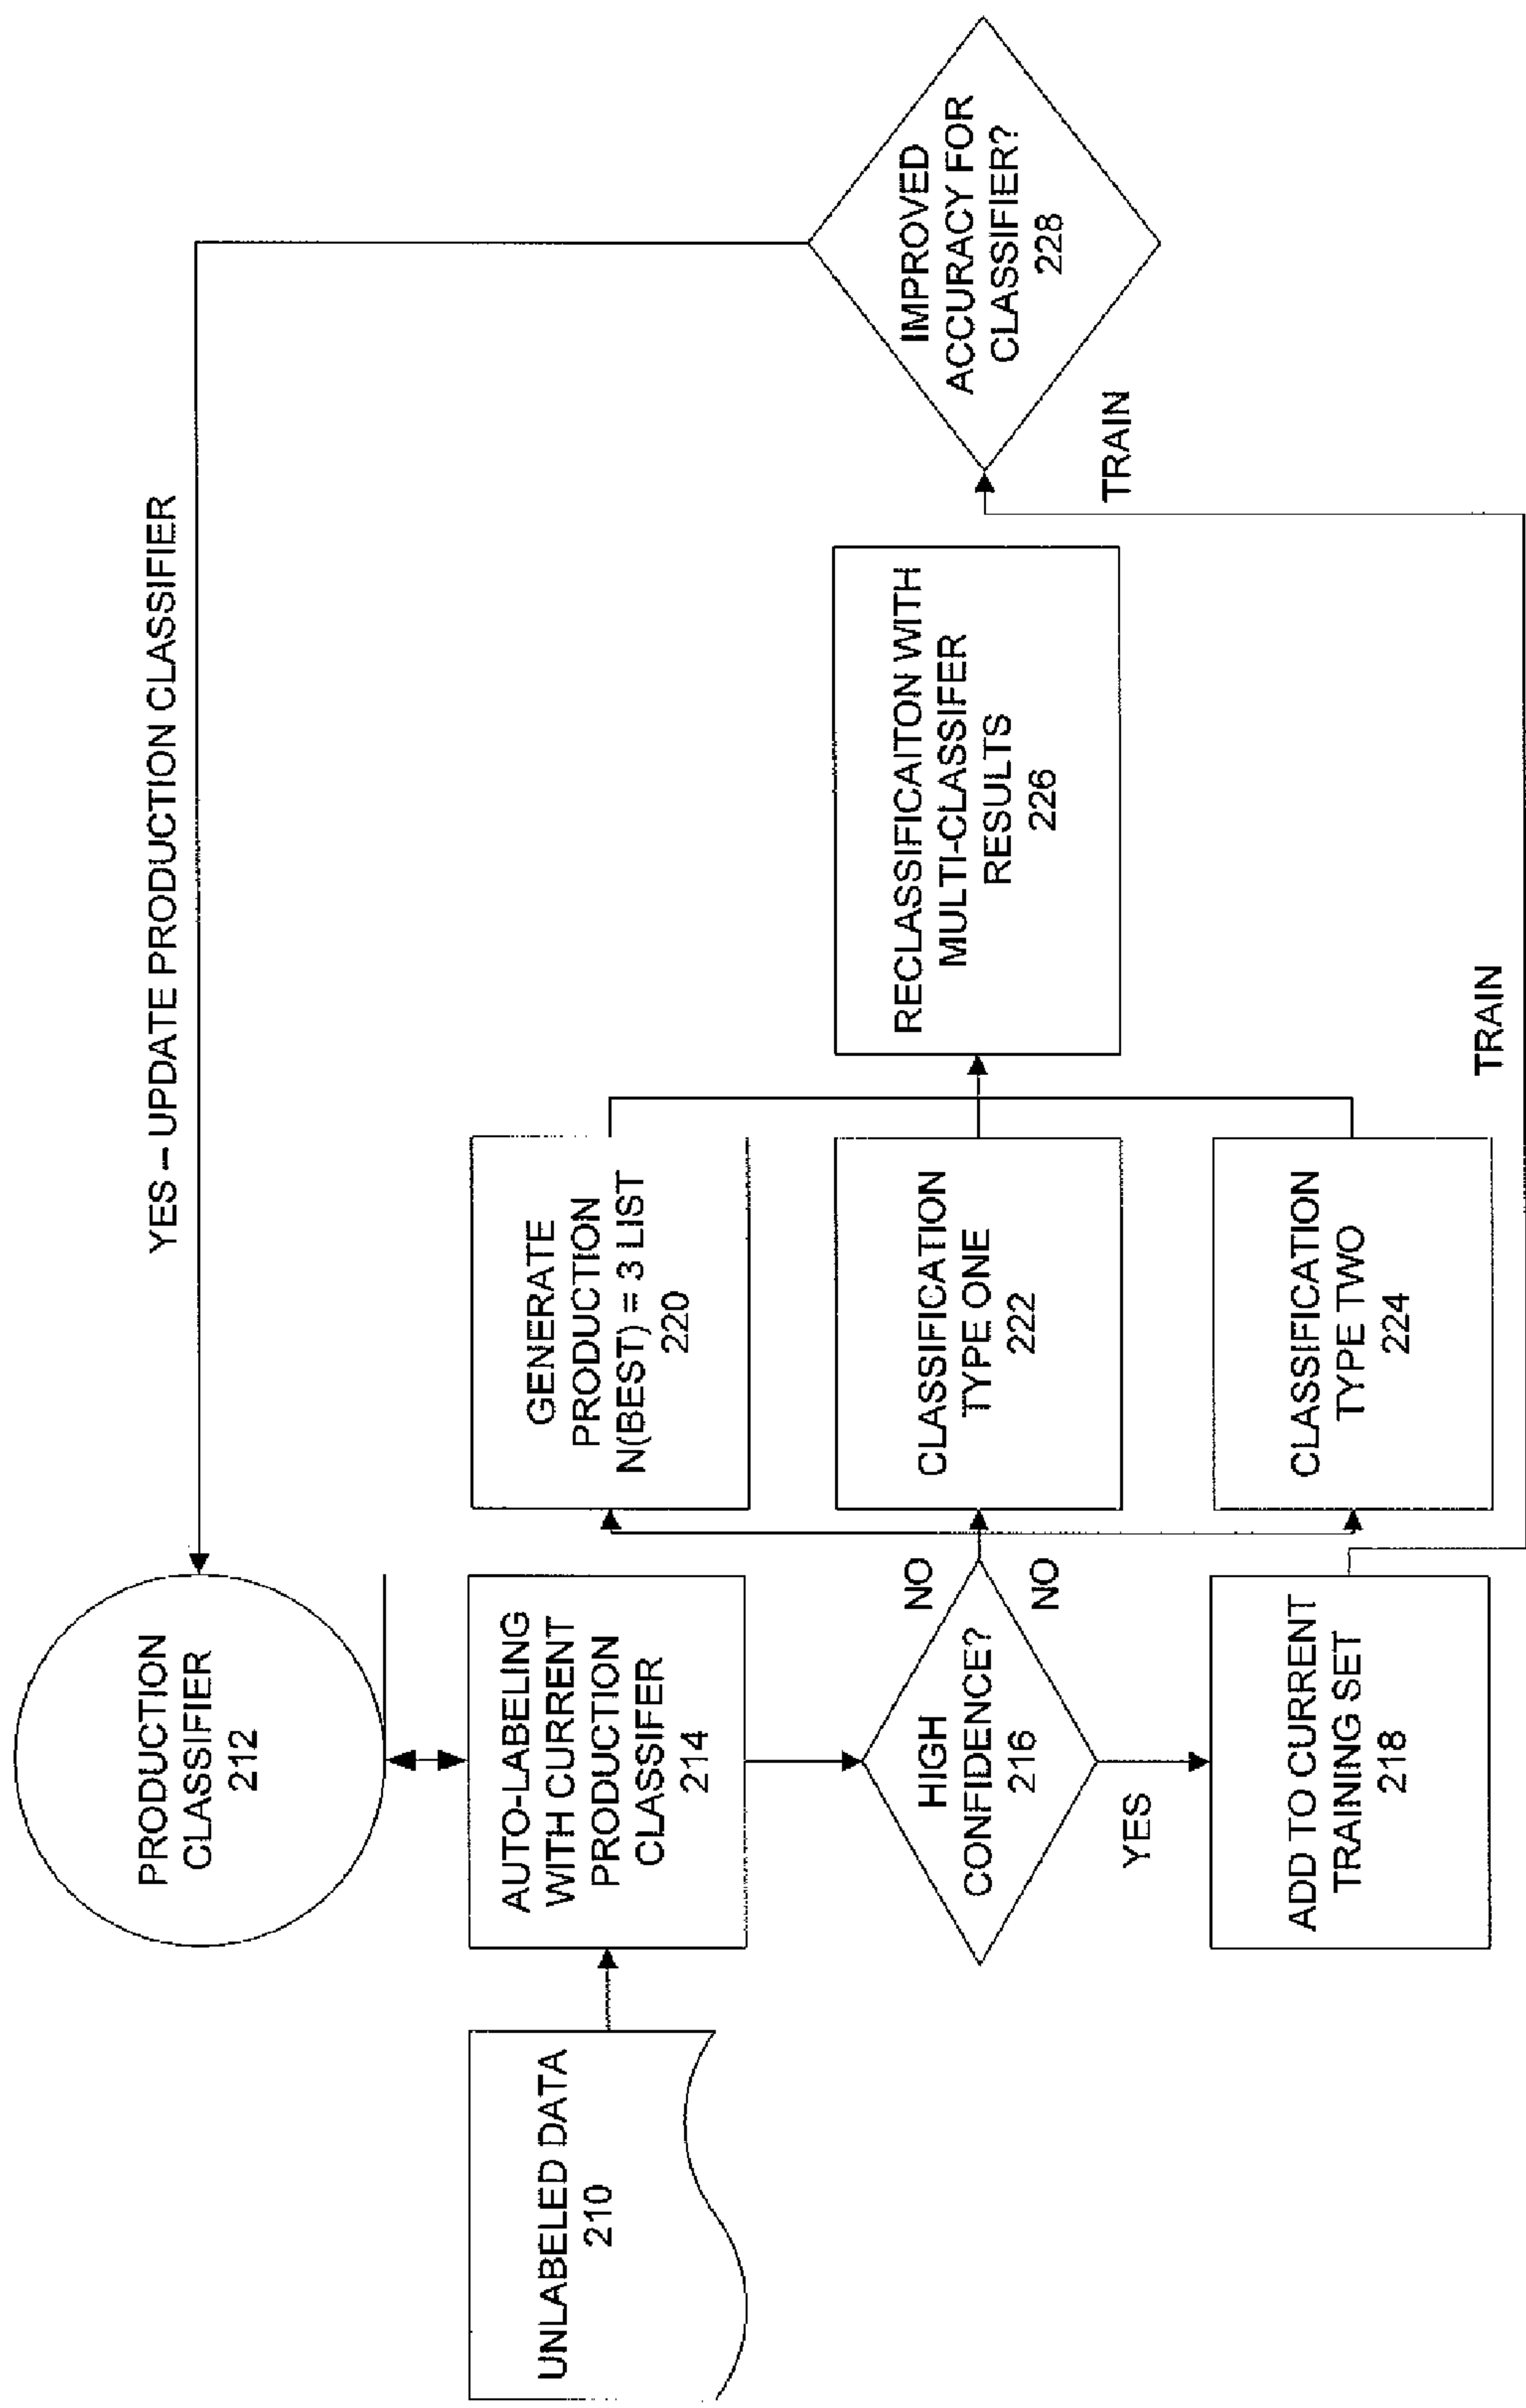 YES – UPDATE PRODUCTION CLASSIFIER
PRODUCTION
CLASSIFIER
212
UNLABELED DATA
210
AUTO-LABELING
WITH CURRENT
PRODUCTION
CLASSIFER
214
GENERATE
PRODUCTION
N(BEST) = 3 LIST
220
HIGH
CONFIDENCE?
216
NO
NO
YES
CLASSIFICATION
TYPE ONE
222
RECLASSIFICAITON WITH
MULTI-CLASSIFER
RESULTS
226
IMPROVED
ACCURACY FOR
CLASSIFIER?
228
TRAIN
ADD TO CURRENT
TRAINING SET
218
CLASSIFICATION
TYPE TWO
224
TRAIN